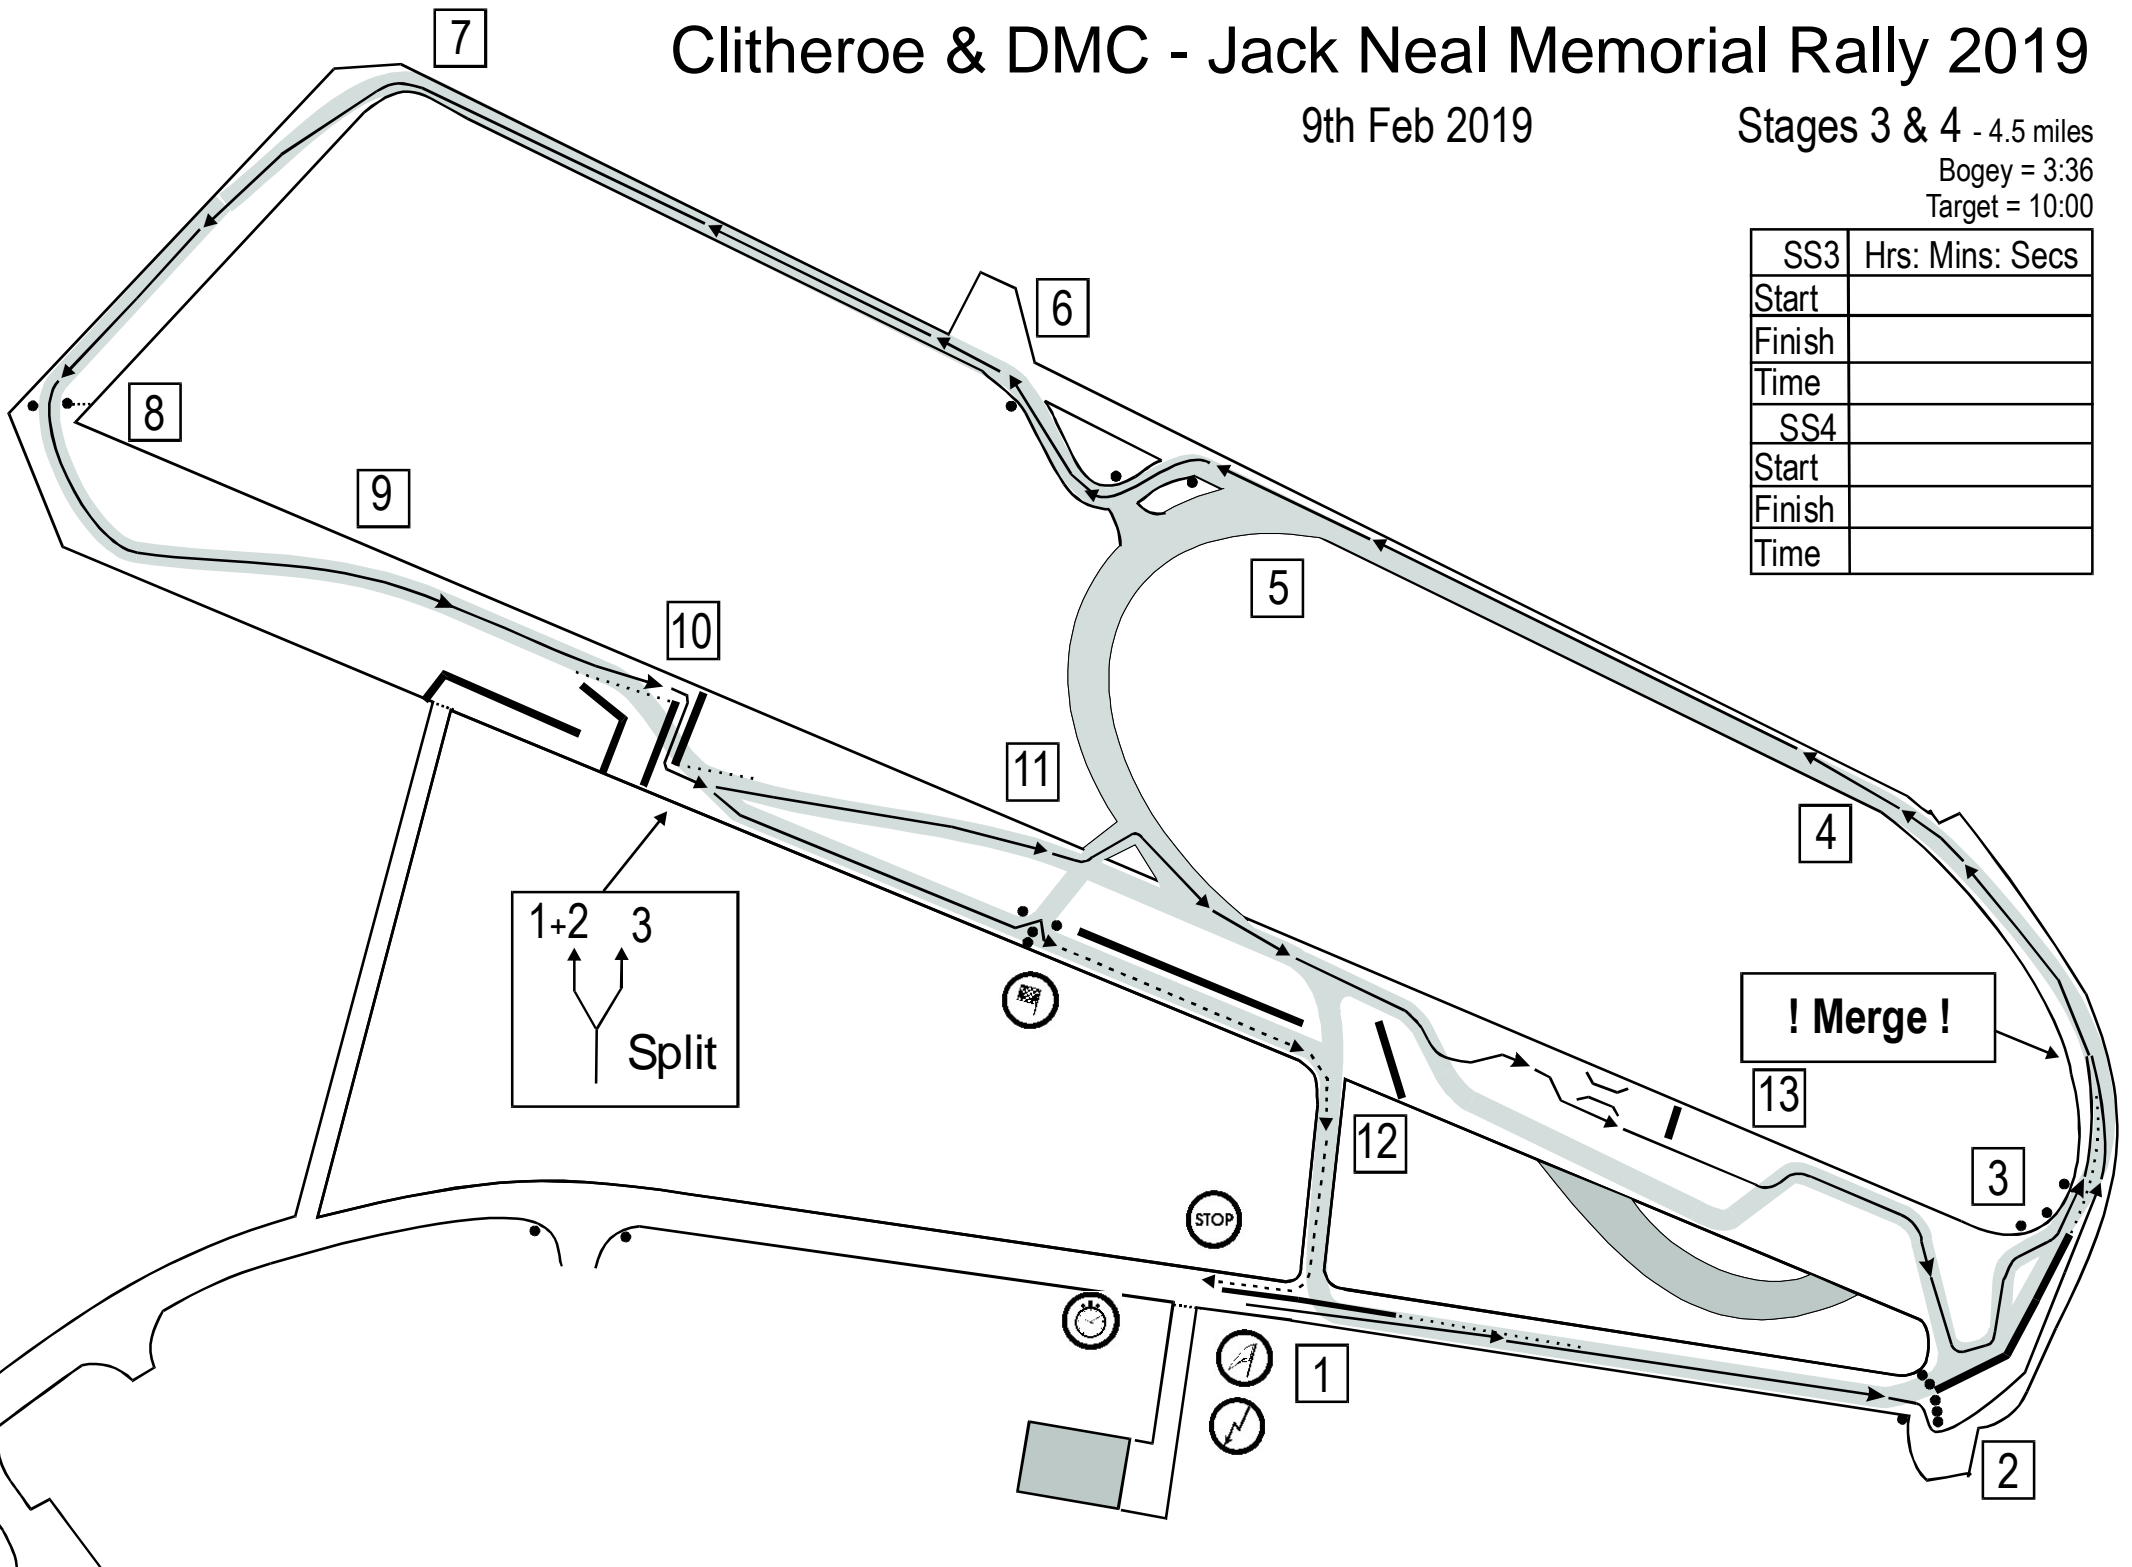 Clitheroe & DMC - Jack Neal Memorial Rally 2019
9th Feb 2019
Stages 3 & 4 - 4.5 miles
Bogey = 3:36
Target = 10:00
SS3 Hrs: Mins: Secs
Start
Finish
Time
SS4
Start
Finish
Time
7
6
8
9
5
10
11
4
1+2 3
Split
! Merge !
13
12
3
STOP
1
2